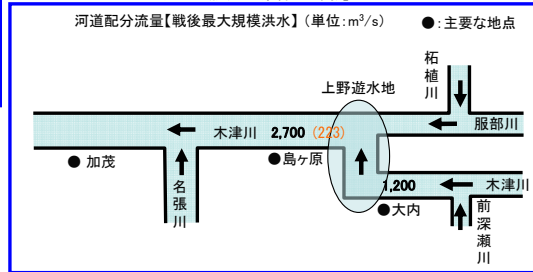 河道配分流量【戦後最大規模洪水】(単位:m³/s)
●:主要な地点
柘植川
上野遊水地
服部川
木津川 2,700 (223)
●加茂
●島ヶ原
名張川
1,200
木津川
●大内
前深瀬川